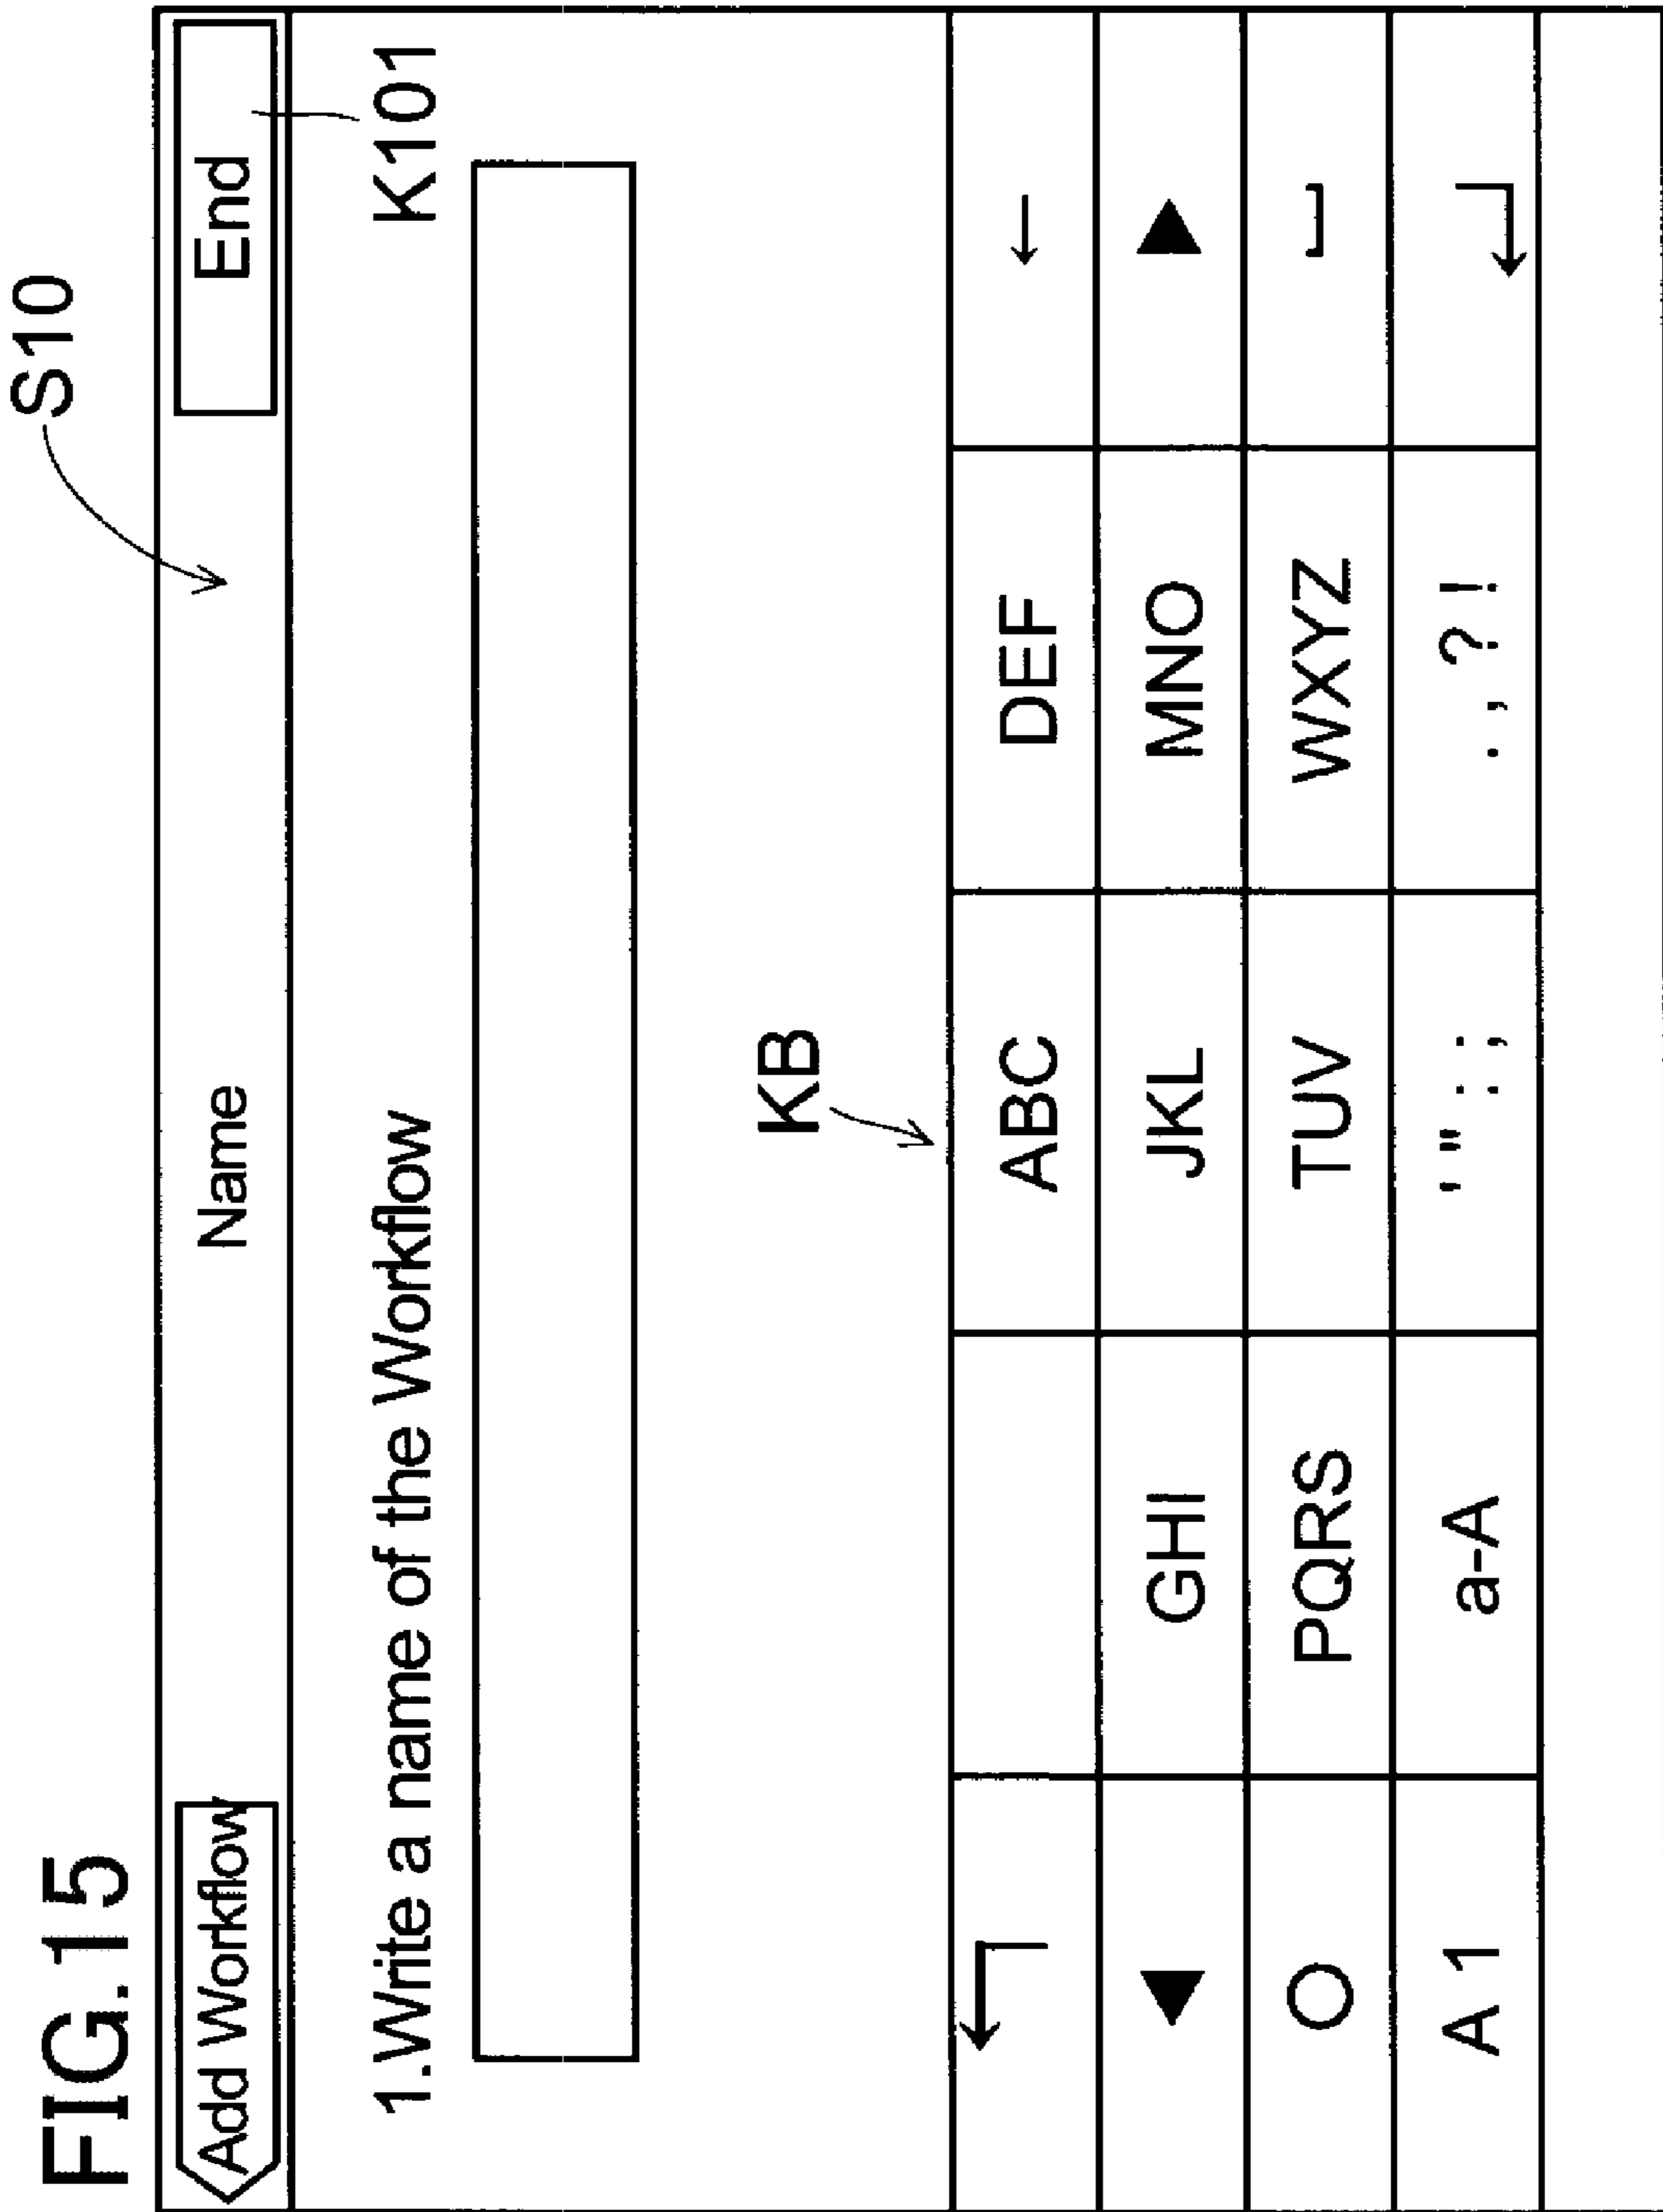 FIG.15
S10
Add Workflow Name End
K101
1.Write a name of the Workflow
KB
ABC DEF
GHI JKL MNO
PQRS TUV WXYZ
A 1 a-A ' " : ; . , ? !